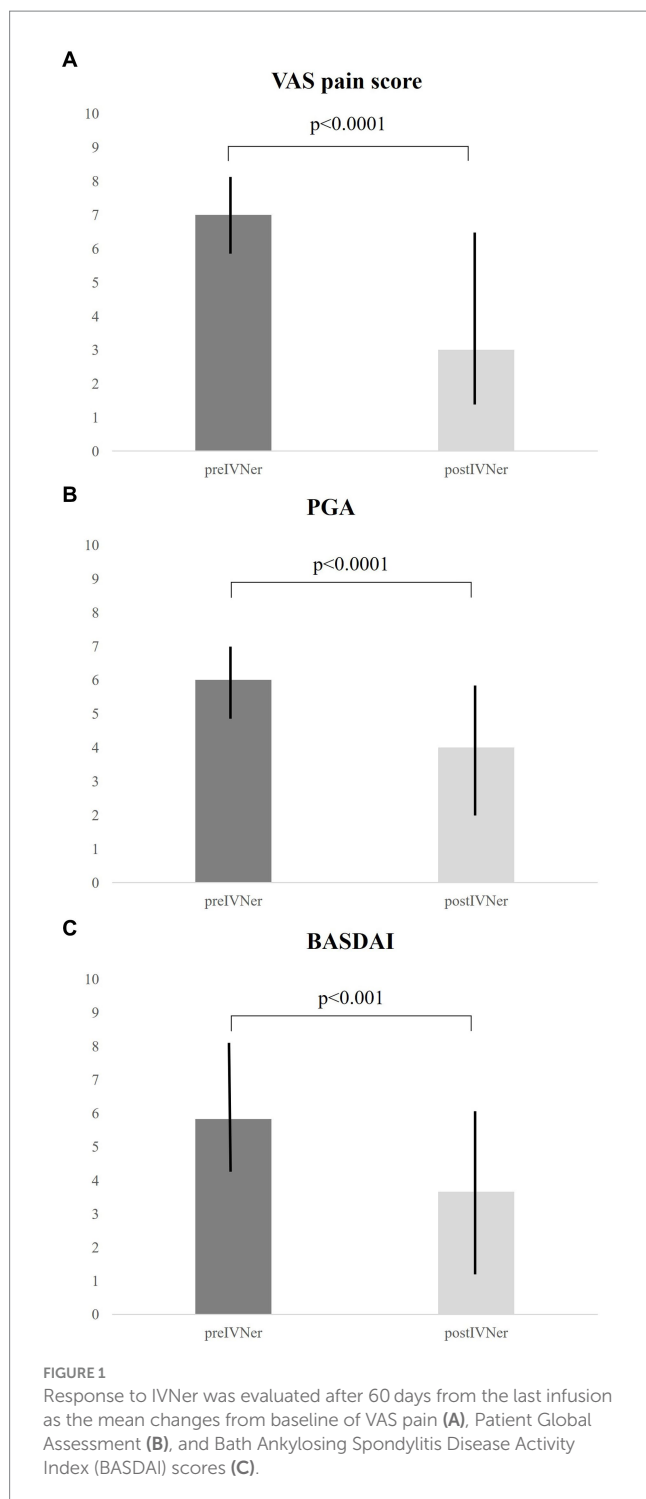 A
VAS pain score
p<0.0001
10
9
8
7
6
5
4
3
2
1
0
preIVNer postIVNer
B
PGA
p<0.0001
10
9
8
7
6
5
4
3
2
1
0
preIVNer postIVNer
C
BASDAI
p<0.001
10
9
8
7
6
5
4
3
2
1
0
preIVNer postIVNer
FIGURE 1
Response to IVNer was evaluated after 60 days from the last infusion
as the mean changes from baseline of VAS pain (A), Patient Global
Assessment (B), and Bath Ankylosing Spondylitis Disease Activity
Index (BASDAI) scores (C).